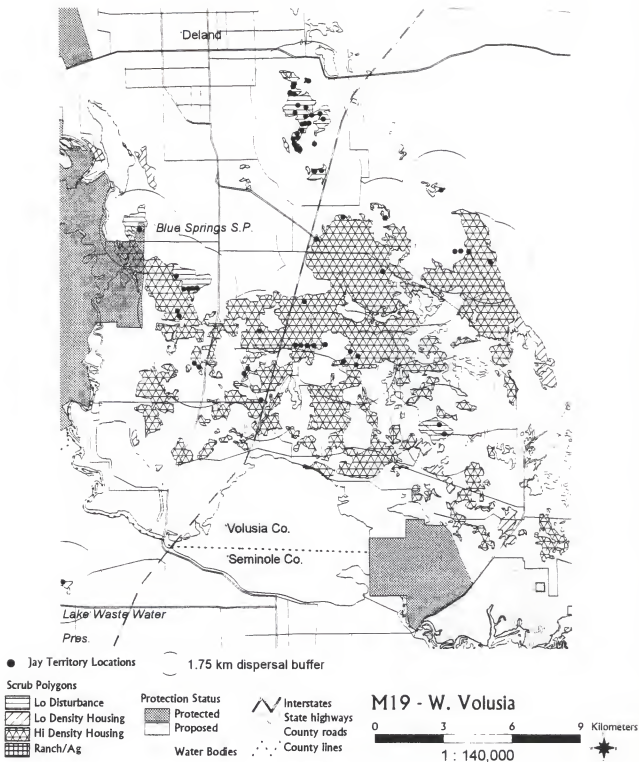 Deland
Blue Springs S.P.
Volusia Co.
Seminole Co.
Lake Waste Water
Pres.
Jay Territory Locations
1.75 km dispersal buffer
Scrub Polygons
Lo Disturbance
Lo Density Housing
Hi Density Housing
Ranch/Ag
Protection Status
Protected
Proposed
Water Bodies
Interstates
State highways
County roads
County lines
M19 - W. Volusia
0 3 6 9 Kilometers
1 : 140,000